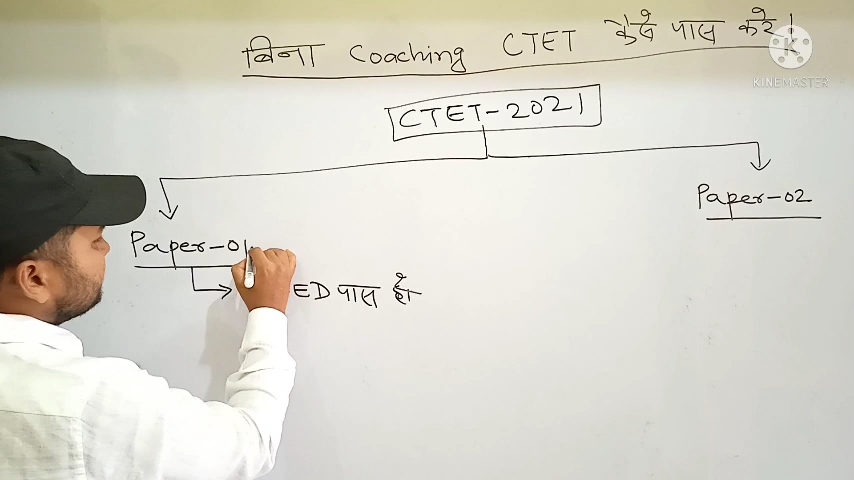 बिना Coaching CTET कैसे पास करे।
KINEMASTER
CTET-2021
Paper-01
Paper-02
ED पास हो